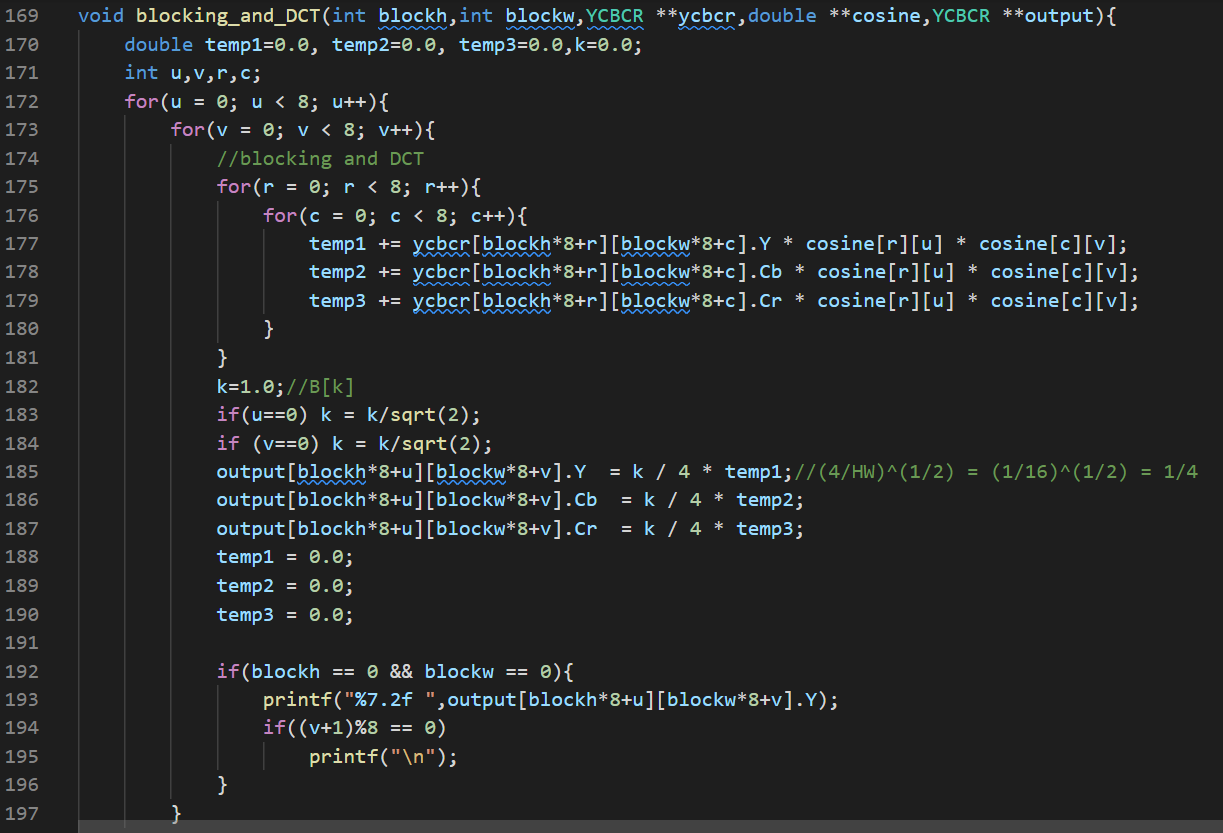 169 void blocking_and_DCT(int blockh,int blockw,YCBCR **ycbcr,double **cosine,YCBCR **output){
170     double temp1=0.0, temp2=0.0, temp3=0.0,k=0.0;
171     int u,v,r,c;
172     for(u = 0; u < 8; u++){
173         for(v = 0; v < 8; v++){
174             //blocking and DCT
175             for(r = 0; r < 8; r++){
176                 for(c = 0; c < 8; c++){
177                     temp1 += ycbcr[blockh*8+r][blockw*8+c].Y * cosine[r][u] * cosine[c][v];
178                     temp2 += ycbcr[blockh*8+r][blockw*8+c].Cb * cosine[r][u] * cosine[c][v];
179                     temp3 += ycbcr[blockh*8+r][blockw*8+c].Cr * cosine[r][u] * cosine[c][v];
180                 }
181             }
182             k=1.0;//B[k]
183             if(u==0) k = k/sqrt(2);
184             if (v==0) k = k/sqrt(2);
185             output[blockh*8+u][blockw*8+v].Y  = k / 4 * temp1;//(4/HW)^(1/2) = (1/16)^(1/2) = 1/4
186             output[blockh*8+u][blockw*8+v].Cb  = k / 4 * temp2;
187             output[blockh*8+u][blockw*8+v].Cr  = k / 4 * temp3;
188             temp1 = 0.0;
189             temp2 = 0.0;
190             temp3 = 0.0;
191
192             if(blockh == 0 && blockw == 0){
193                 printf("%7.2f ",output[blockh*8+u][blockw*8+v].Y);
194                 if((v+1)%8 == 0)
195                     printf("\n");
196             }
197         }